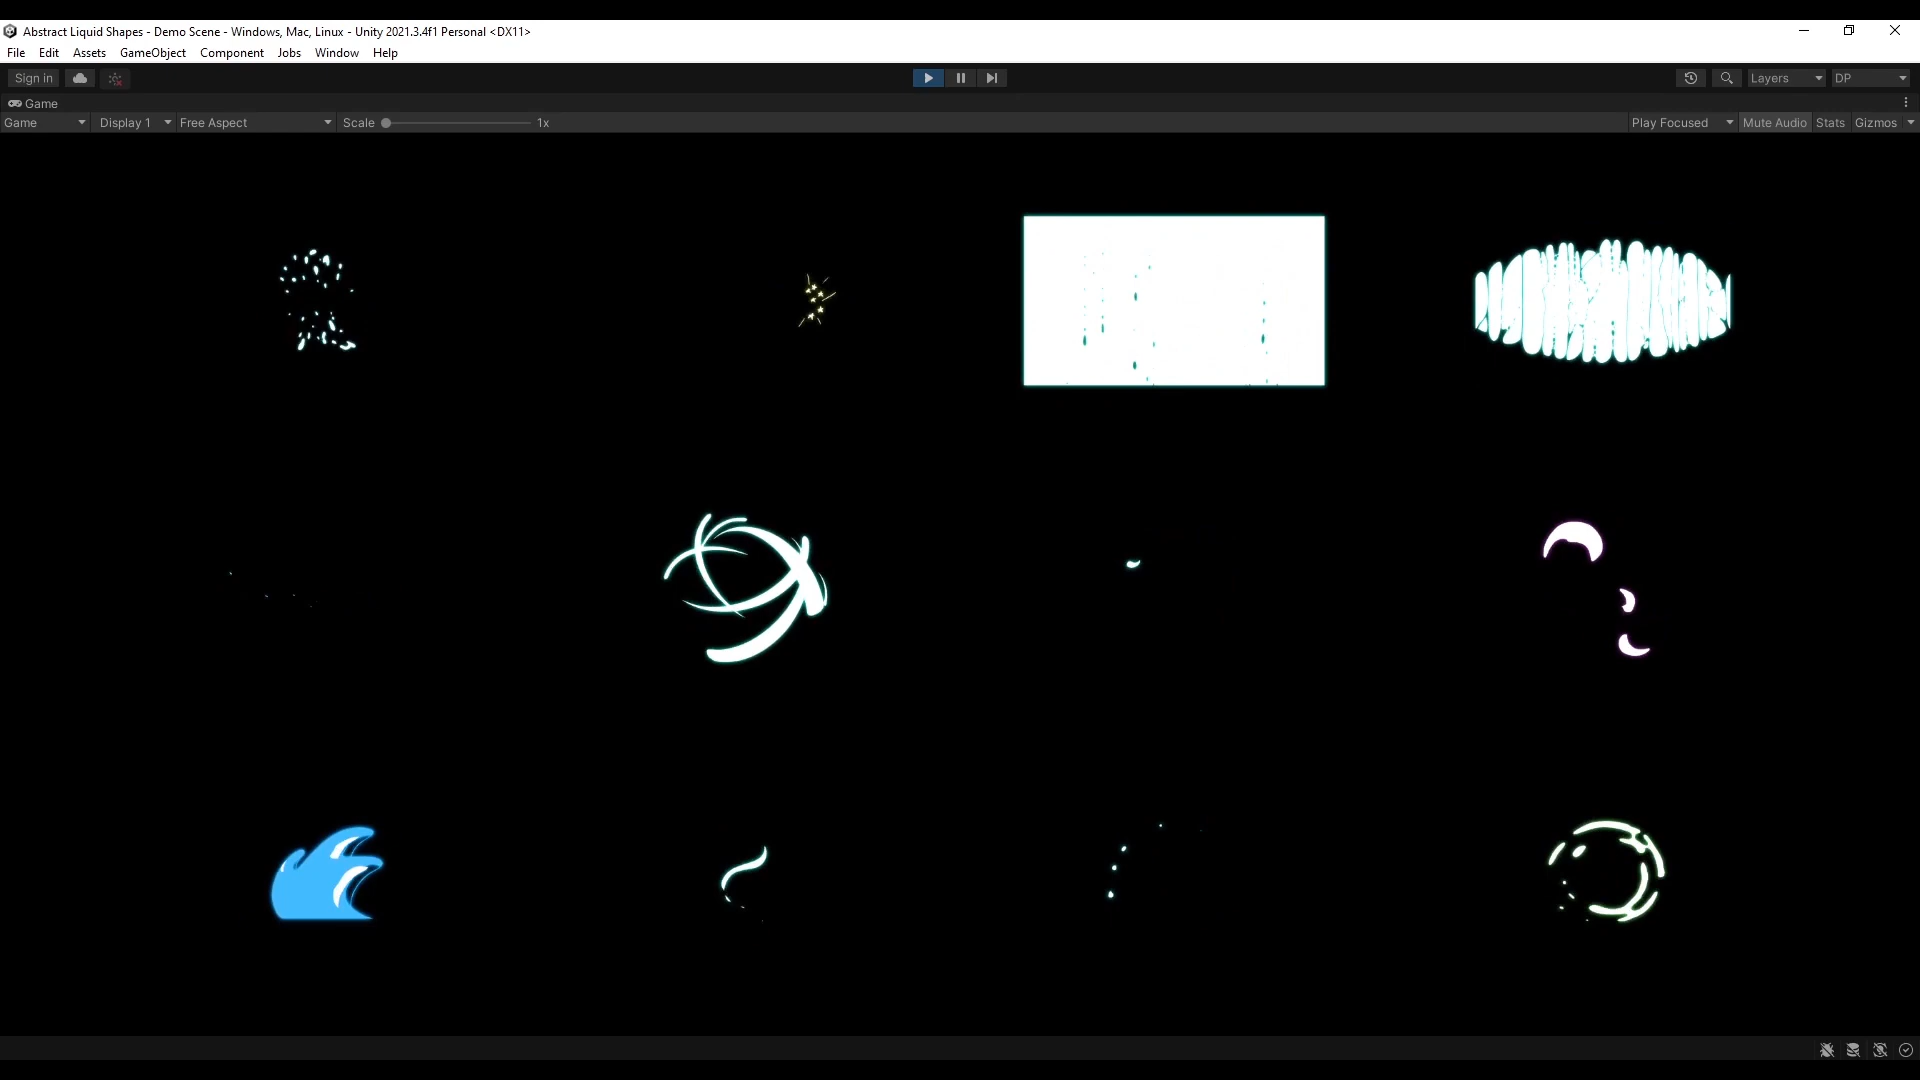 Abstract Liquid Shapes - Demo Scene - Windows, Mac, Linux - Unity 2021.3.4f1 Personal <DX11>
File Edit Assets GameObject Component Jobs Window Help
Sign in Layers DP
Game
Game Display 1 Free Aspect Scale 1x Play Focused Mute Audio Stats Gizmos